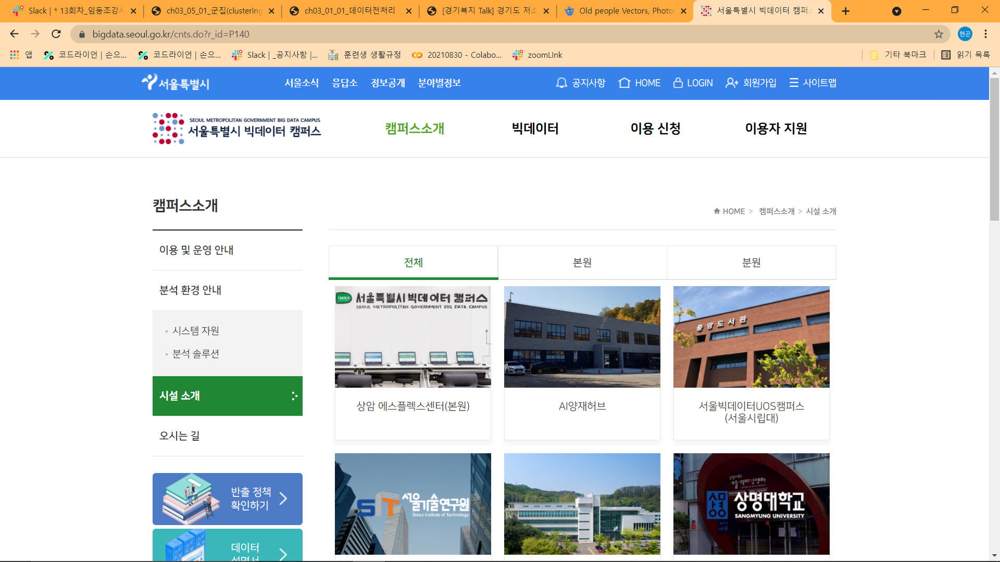 Slack | * 13회차_임동조강사
ch03_05_01_군집(clustering
ch03_01_01_데이터전처리
[경기복지 Talk] 경기도 저소
Old people Vectors, Photos
서울특별시 빅데이터 캠퍼스
bigdata.seoul.go.kr/cnts.do?r_id=P140
현곤
앱
코드라이언 | 손으...
코드라이언 | 손으...
Slack | _공지사항 |...
훈련생 생활규정
20210830 - Colabo...
zoomLInk
기타 북마크
읽기 목록
서울특별시
서울소식
응답소
정보공개
분야별정보
공지사항
HOME
LOGIN
회원가입
사이트맵
SEOUL METROPOLITAN GOVERNMENT BIG DATA CAMPUS
서울특별시 빅데이터 캠퍼스
캠퍼스소개
빅데이터
이용 신청
이용자 지원
캠퍼스소개
HOME > 캠퍼스소개 > 시설 소개
이용 및 운영 안내
분석 환경 안내
시스템 자원
분석 솔루션
시설 소개
오시는 길
반출 정책
확인하기
데이터
설명서
전체
본원
분원
서울특별시빅데이터 캠퍼스
SEOUL METROPOLITAN GOVERNMENT BIG DATA CAMPUS
중앙도서관
상암 에스플렉스센터(본원)
AI양재허브
서울빅데이터UOS캠퍼스
(서울시립대)
SIT 서울기술연구원
Seoul Institute of Technology
상명대학교
SANGMYUNG UNIVERSITY